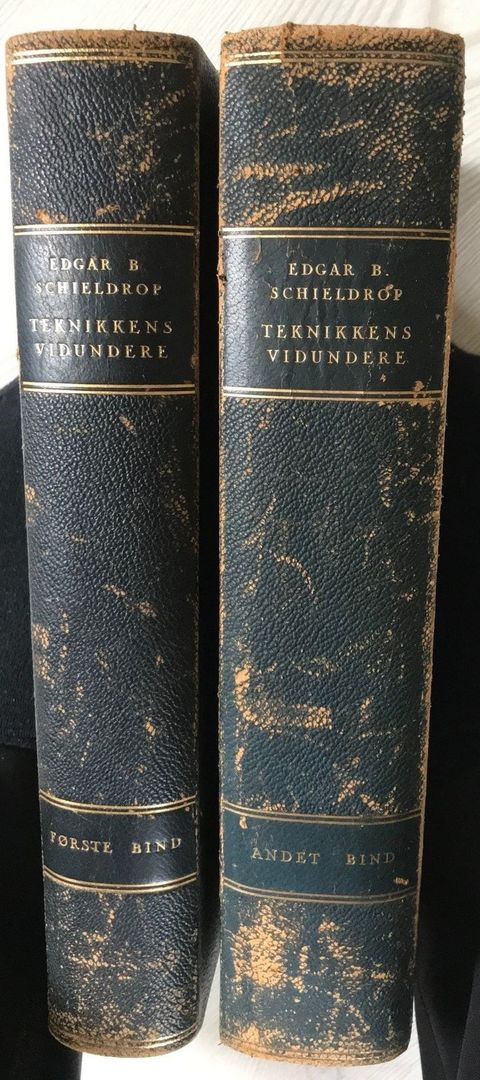 EDGAR B
SCHIELDROP
TEKNIKKENS
VIDUNDERE
FØRSTE BIND
EDGAR B.
SCHIELDROP
TEKNIKKENS
VIDUNDERE
ANDET BIND